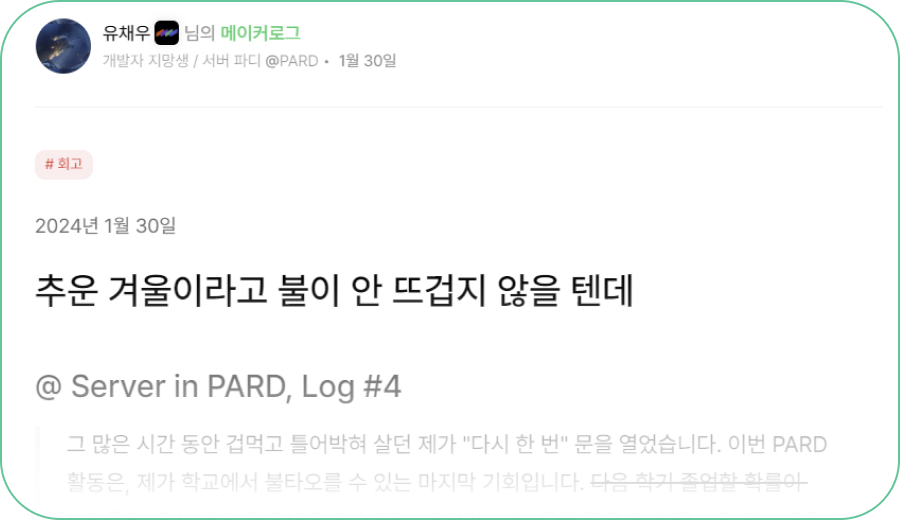 유채우 님의 메이커로그
개발자 지망생 / 서버 파디 @PARD • 1월 30일
# 회고
2024년 1월 30일
추운 겨울이라고 불이 안 뜨겁지 않을 텐데
@ Server in PARD, Log #4
그 많은 시간 동안 겁먹고 틀어박혀 살던 제가 "다시 한 번" 문을 열었습니다. 이번 PARD
활동은, 제가 학교에서 불타오를 수 있는 마지막 기회입니다. 다음 학기 졸업할 확률이